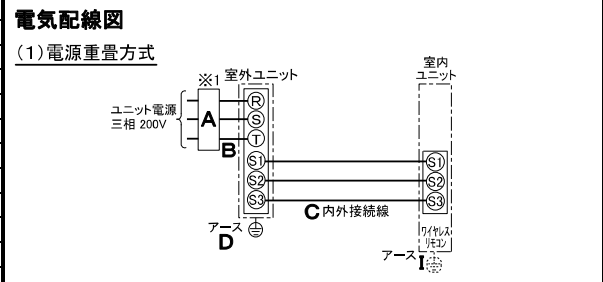 電気配線図
(1)電源重畳方式
※1
室外ユニット
室内
ユニット
ユニット電源
三相 200V
A
B
R
S
T
S1
S2
S3
S1
S2
S3
C 内外接続線
アース
D
ワイヤレス
リモコン
アース
I